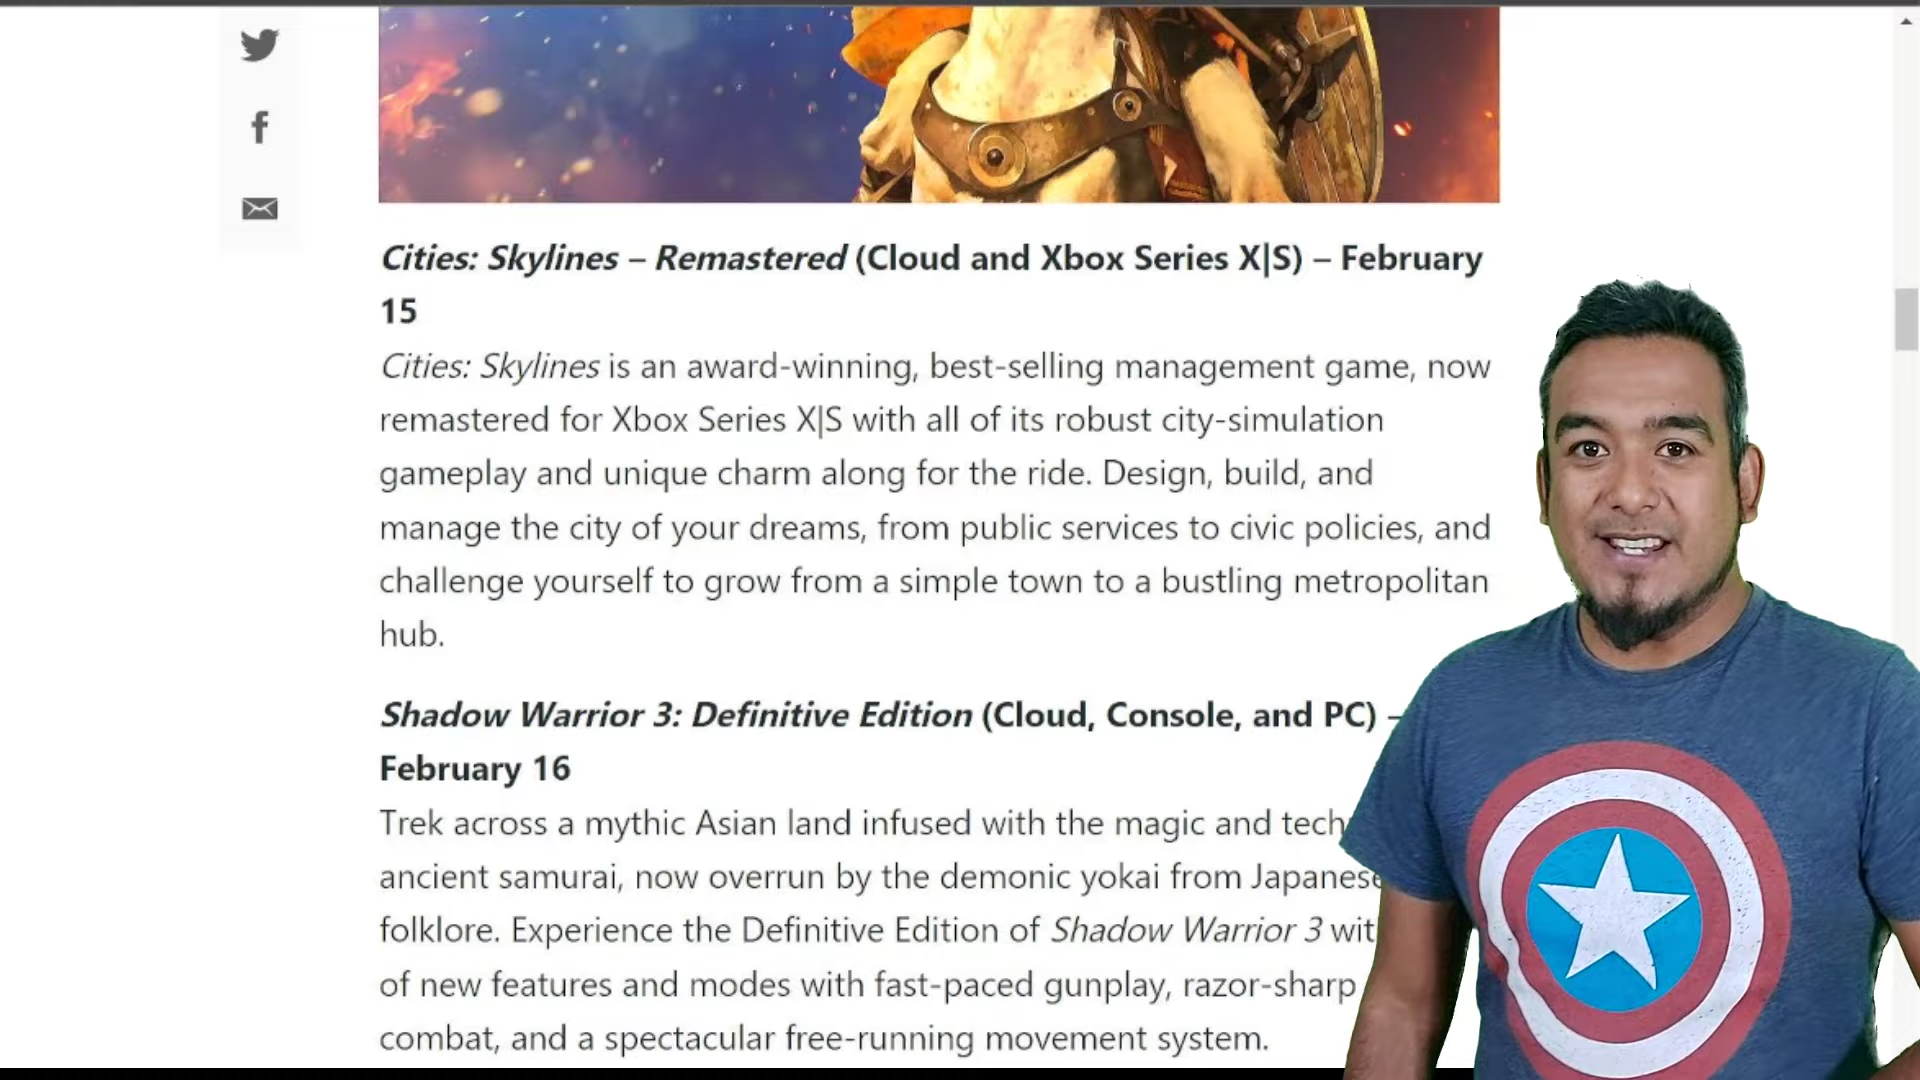 Cities: Skylines – Remastered (Cloud and Xbox Series X|S) – February
15
Cities: Skylines is an award-winning, best-selling management game, now
remastered for Xbox Series X|S with all of its robust city-simulation
gameplay and unique charm along for the ride. Design, build, and
manage the city of your dreams, from public services to civic policies, and
challenge yourself to grow from a simple town to a bustling metropolitan
hub.
Shadow Warrior 3: Definitive Edition (Cloud, Console, and PC) –
February 16
Trek across a mythic Asian land infused with the magic and tech
ancient samurai, now overrun by the demonic yokai from Japanese
folklore. Experience the Definitive Edition of Shadow Warrior 3 wit
of new features and modes with fast-paced gunplay, razor-sharp
combat, and a spectacular free-running movement system.